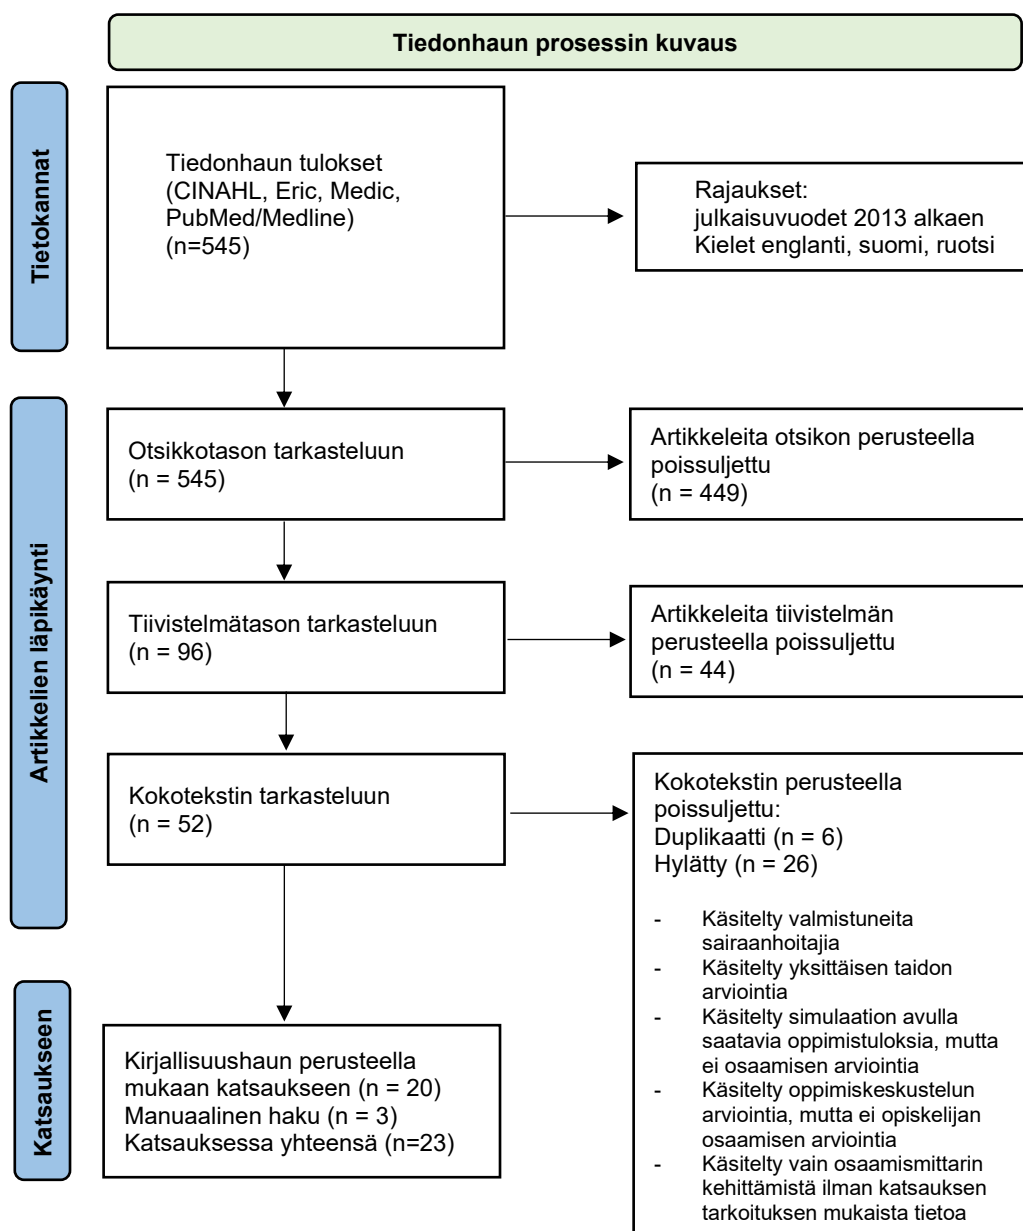 Tiedonhaun prosessin kuvaus
Tietokannat
Tiedonhaun tulokset
(CINAHL, Eric, Medic,
PubMed/Medline)
(n=545)
Rajaukset:
julkaisuvuodet 2013 alkaen
Kielet englanti, suomi, ruotsi
Artikkelien läpikäynti
Otsikkotason tarkasteluun
(n = 545)
Artikkeleita otsikon perusteella
poissuljettu
(n = 449)
Tiivistelmätason tarkasteluun
(n = 96)
Artikkeleita tiivistelmän
perusteella poissuljettu
(n = 44)
Kokotekstin tarkasteluun
(n = 52)
Kokotekstin perusteella
poissuljettu:
Duplikaatti (n = 6)
Hylätty (n = 26)
- Käsitelty valmistuneita
sairaanhoitajia
- Käsitelty yksittäisen taidon
arviointia
- Käsitelty simulaation avulla
saatavia oppimistuloksia, mutta
ei osaamisen arviointia
- Käsitelty oppimiskeskustelun
arviointia, mutta ei opiskelijan
osaamisen arviointia
- Käsitelty vain osaamismittarin
kehittämistä ilman katsauksen
tarkoituksen mukaista tietoa
Katsaukseen
Kirjallisuushaun perusteella
mukaan katsaukseen (n = 20)
Manuaalinen haku (n = 3)
Katsauksessa yhteensä (n=23)